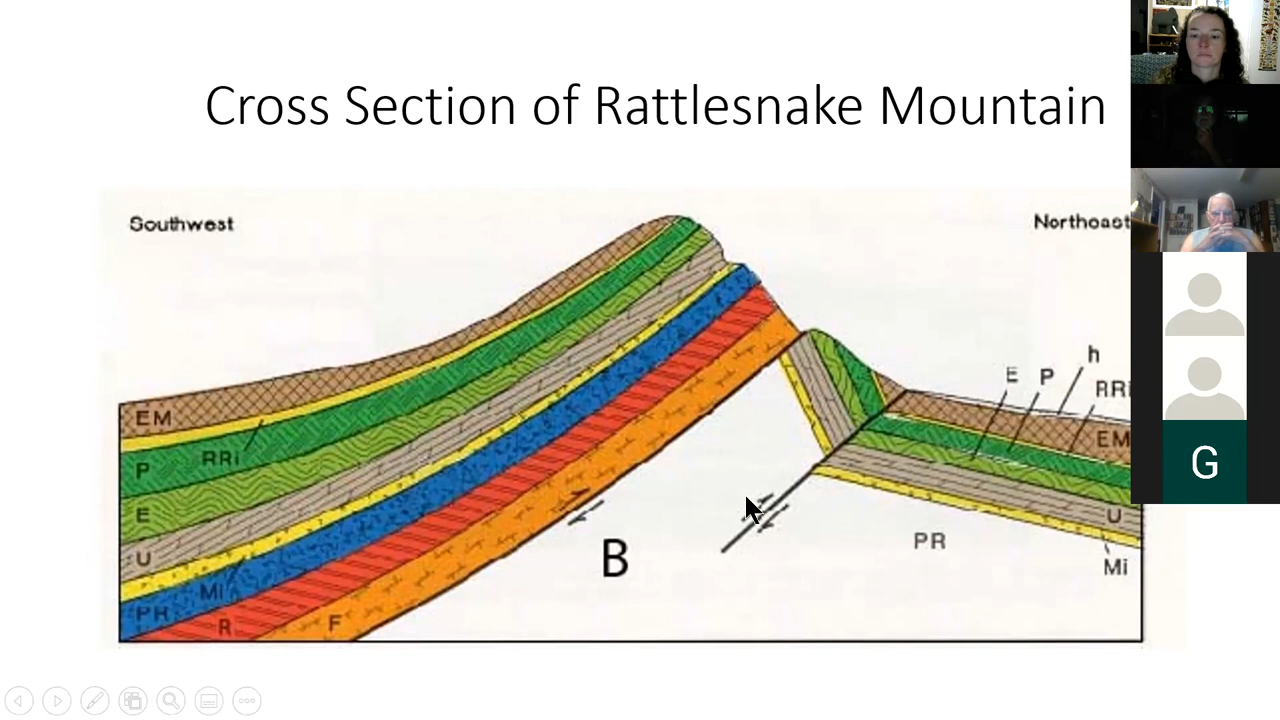 Cross Section of Rattlesnake Mountain
Southwest
Northeast
h
E
P
RRi
EM
EM
RRi
P
E
U
U
B
PR
Mi
Mi
PR
R
F
G